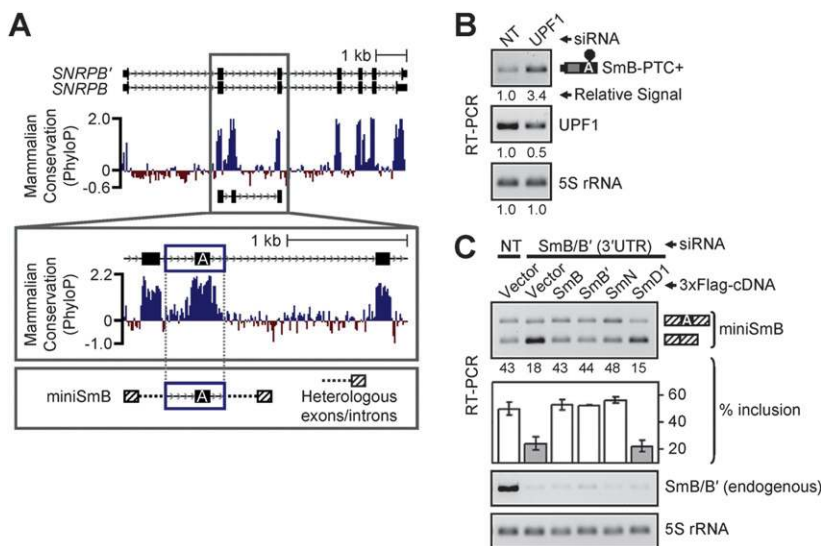 A
1 kb
SNRPB'
SNRPB
Mammalian
Conservation
(PhyloP)
2.0
0
-0.6
1 kb
A
Mammalian
Conservation
(PhyloP)
2.2
0
-1.0
miniSmB
A
Heterologous
exons/introns
B
NT UPF1 siRNA
RT-PCR
A SmB-PTC+
1.0 3.4 Relative Signal
UPF1
1.0 0.5
5S rRNA
1.0 1.0
C
NT SmB/B′ (3′UTR) siRNA
Vector Vector SmB SmB′ SmN SmD1 3xFlag-cDNA
RT-PCR
A
miniSmB
43 18 43 44 48 15
60
40
20
% inclusion
SmB/B′ (endogenous)
5S rRNA